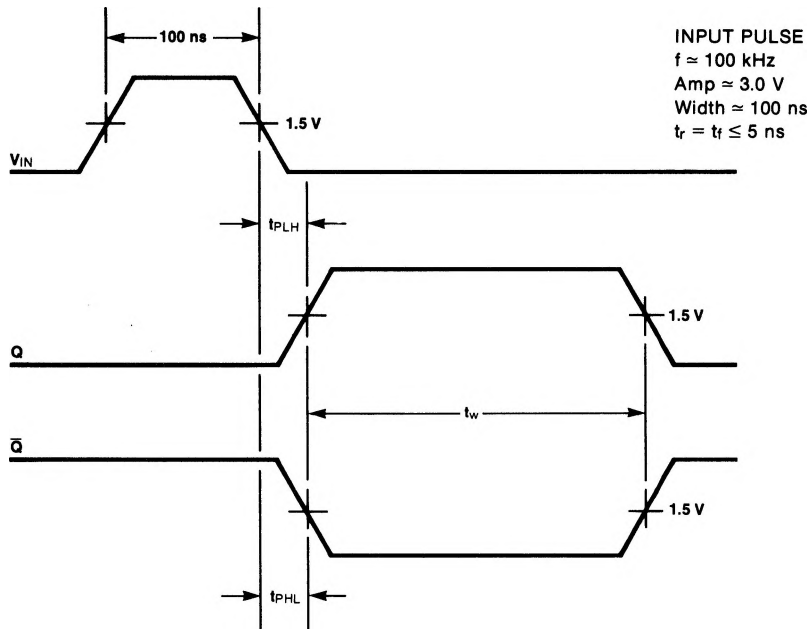 100 ns
INPUT PULSE
f ≃ 100 kHz
Amp ≃ 3.0 V
Width ≃ 100 ns
tr = tf ≤ 5 ns
1.5 V
VIN
tPLH
1.5 V
Q
tw
Q̅
1.5 V
tPHL